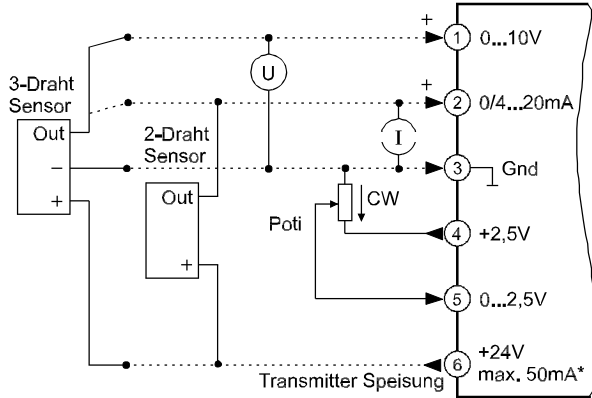 3-Draht
Sensor
Out
−
+
2-Draht
Sensor
Out
+
U
I
Poti
CW
+
1 0...10V
+
2 0/4...20mA
3 Gnd
4 +2,5V
5 0...2,5V
6 +24V
max. 50mA*
Transmitter Speisung